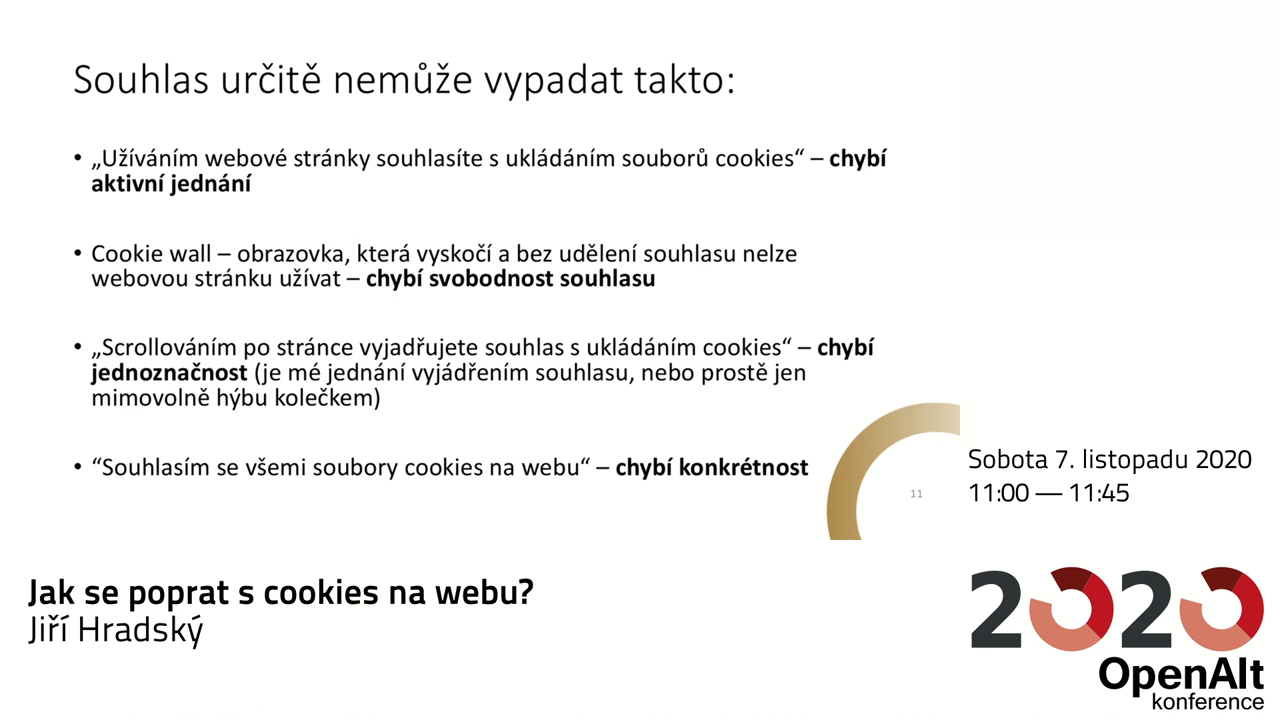 Souhlas určitě nemůže vypadat takto:
• „Užíváním webové stránky souhlasíte s ukládáním souborů cookies“ – chybí
aktivní jednání
• Cookie wall – obrazovka, která vyskočí a bez udělení souhlasu nelze
webovou stránku užívat – chybí svobodnost souhlasu
• „Scrollováním po stránce vyjadřujete souhlas s ukládáním cookies“ – chybí
jednoznačnost (je mé jednání vyjádřením souhlasu, nebo prostě jen
mimovolně hýbu kolečkem)
• “Souhlasím se všemi soubory cookies na webu“ – chybí konkrétnost
11
Sobota 7. listopadu 2020
11:00 — 11:45
Jak se poprat s cookies na webu?
Jiří Hradský
2020
OpenAlt
konference